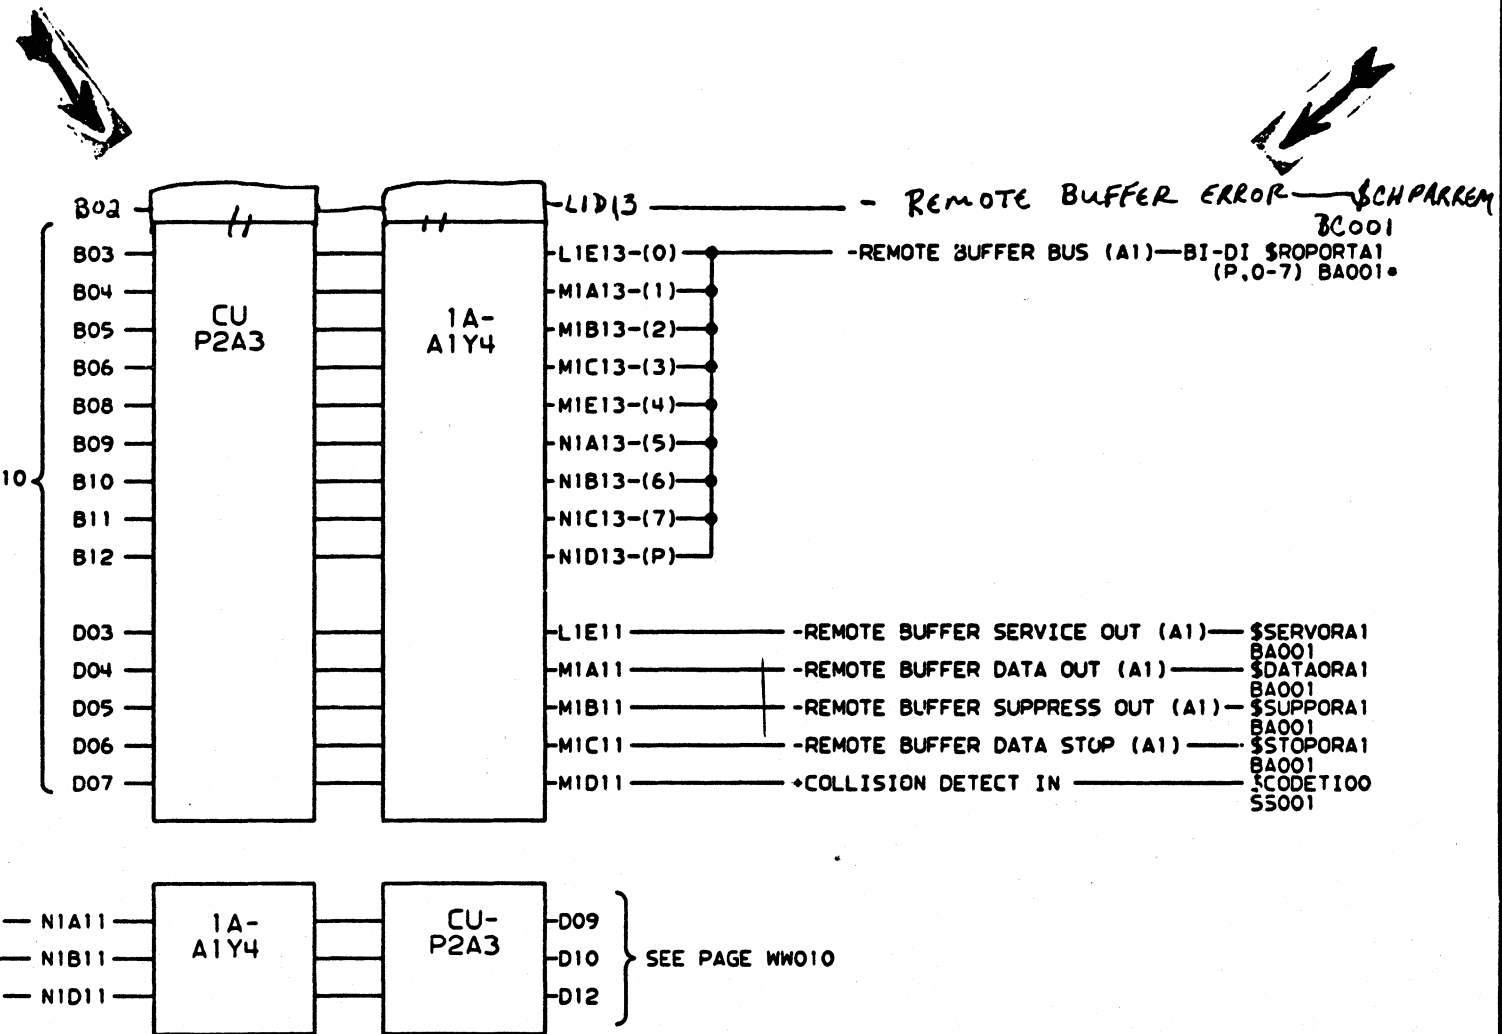 B02 L1D13 - REMOTE BUFFER ERROR $CHPARREM
BC001
B03 L1E13-(0) -REMOTE BUFFER BUS (A1) BI-DI $ROPORTA1
(P,0-7) BA001
B04 M1A13-(1)
CU 1A-
B05 M1B13-(2)
P2A3 A1Y4
B06 M1C13-(3)
B08 M1E13-(4)
B09 N1A13-(5)
10 B10 N1B13-(6)
B11 N1C13-(7)
B12 N1D13-(P)
D03 L1E11 -REMOTE BUFFER SERVICE OUT (A1) $SERVORA1
BA001
D04 M1A11 -REMOTE BUFFER DATA OUT (A1) $DATAORA1
BA001
D05 M1B11 -REMOTE BUFFER SUPPRESS OUT (A1) $SUPPORA1
BA001
D06 M1C11 -REMOTE BUFFER DATA STOP (A1) $STOPORA1
BA001
D07 M1D11 +COLLISION DETECT IN $CODETI00
SS001
N1A11 1A- CU- D09
A1Y4 P2A3
N1B11 D10 SEE PAGE WW010
N1D11 D12